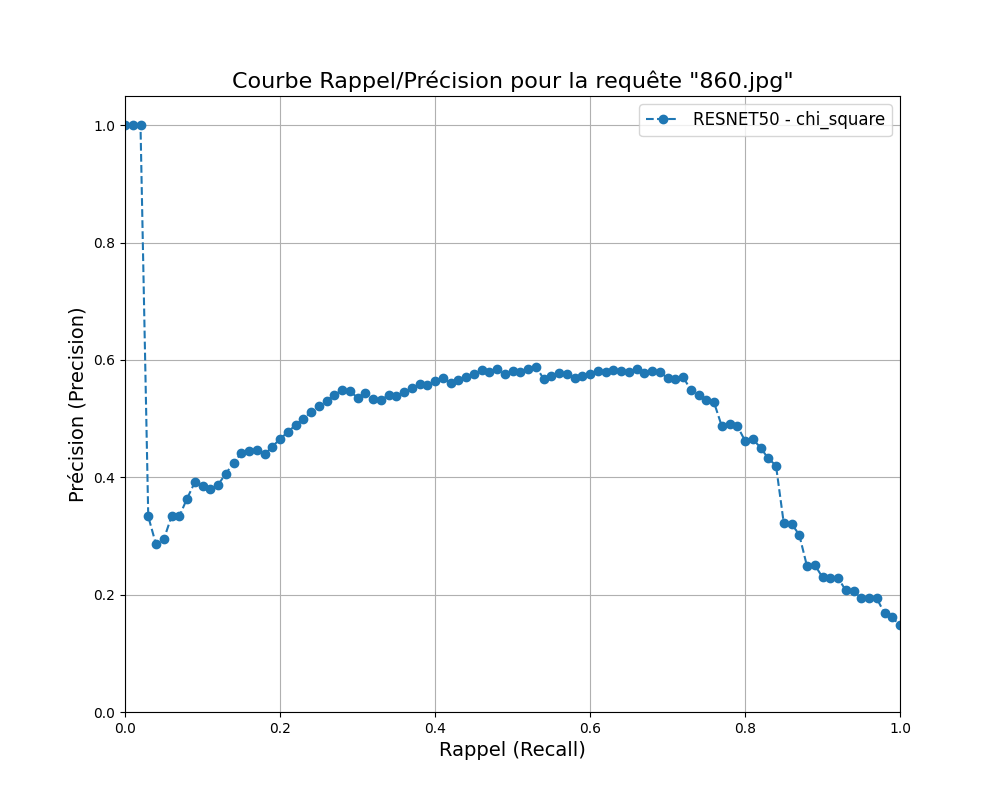 Courbe Rappel/Précision pour la requête "860.jpg"
RESNET50 - chi_square
1.0
0.8
0.6
0.4
0.2
0.0
Précision (Precision)
0.0 0.2 0.4 0.6 0.8 1.0
Rappel (Recall)